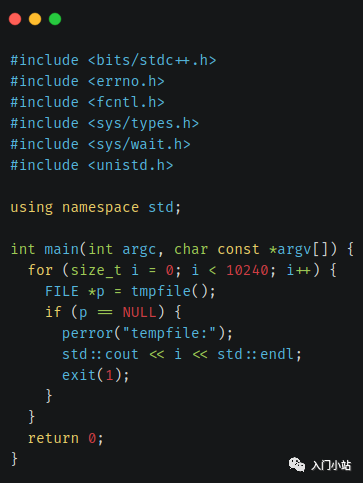 #include <bits/stdc++.h>
#include <errno.h>
#include <fcntl.h>
#include <sys/types.h>
#include <sys/wait.h>
#include <unistd.h>
using namespace std;
int main(int argc, char const *argv[]) {
  for (size_t i = 0; i < 10240; i++) {
    FILE *p = tmpfile();
    if (p == NULL) {
      perror("tempfile:");
      std::cout << i << std::endl;
      exit(1);
    }
  }
  return 0;
}
入门小站